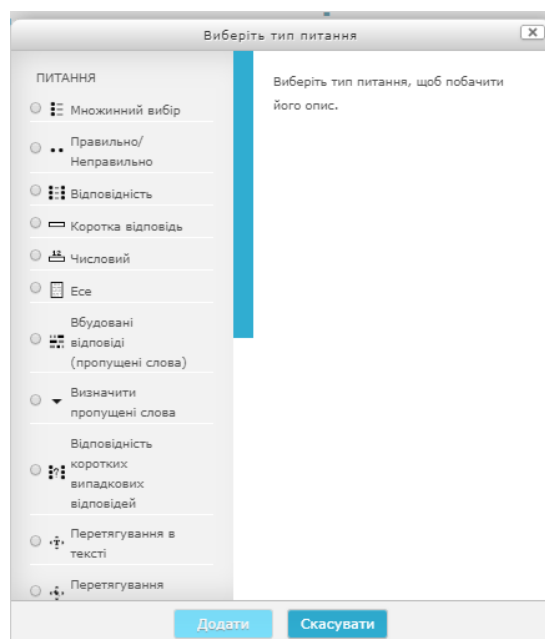 Виберіть тип питання
ПИТАННЯ
Множинний вибір
Правильно/
Неправильно
Відповідність
Коротка відповідь
12
Числовий
Есе
Вбудовані
відповіді
(пропущені слова)
Визначити
пропущені слова
Відповідність
коротких
випадкових
відповідей
Перетягування в
тексті
Перетягування
Виберіть тип питання, щоб побачити
його опис.
Додати
Скасувати